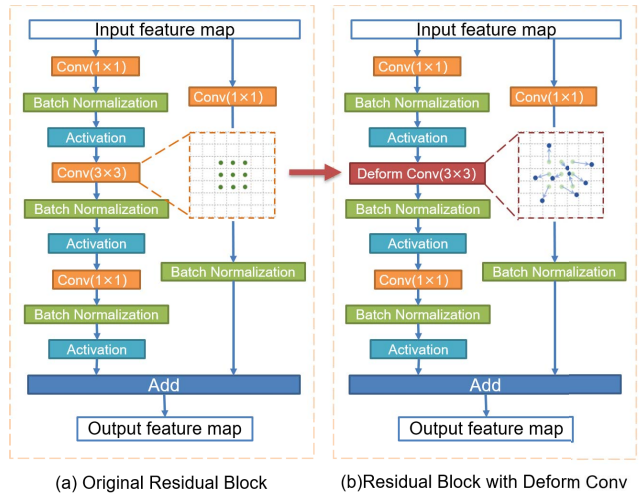 Input feature map
Conv(1×1)
Conv(1×1)
Batch Normalization
Activation
Conv(3×3)
Batch Normalization
Activation
Batch Normalization
Conv(1×1)
Batch Normalization
Activation
Add
Output feature map
(a) Original Residual Block
Input feature map
Conv(1×1)
Conv(1×1)
Batch Normalization
Activation
Deform Conv(3×3)
Batch Normalization
Activation
Batch Normalization
Conv(1×1)
Batch Normalization
Activation
Add
Output feature map
(b)Residual Block with Deform Conv